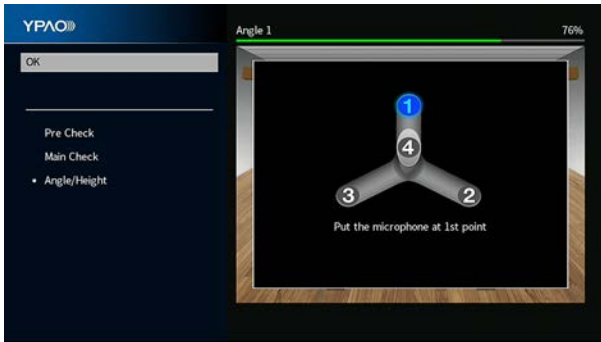 YPAO
Angle 1
76%
OK
Pre Check
Main Check
Angle/Height
1
4
3
2
Put the microphone at 1st point